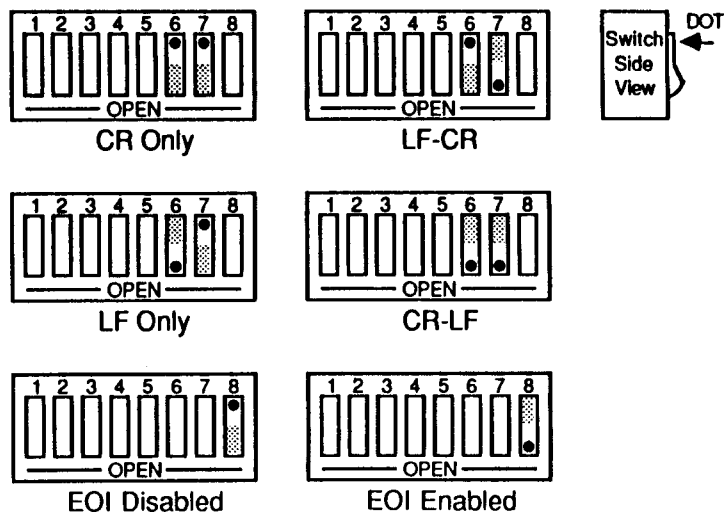 1 2 3 4 5 6 7 8
OPEN
CR Only
1 2 3 4 5 6 7 8
OPEN
LF-CR
DOT
Switch
Side
View
1 2 3 4 5 6 7 8
OPEN
LF Only
1 2 3 4 5 6 7 8
OPEN
CR-LF
1 2 3 4 5 6 7 8
OPEN
EOI Disabled
1 2 3 4 5 6 7 8
OPEN
EOI Enabled